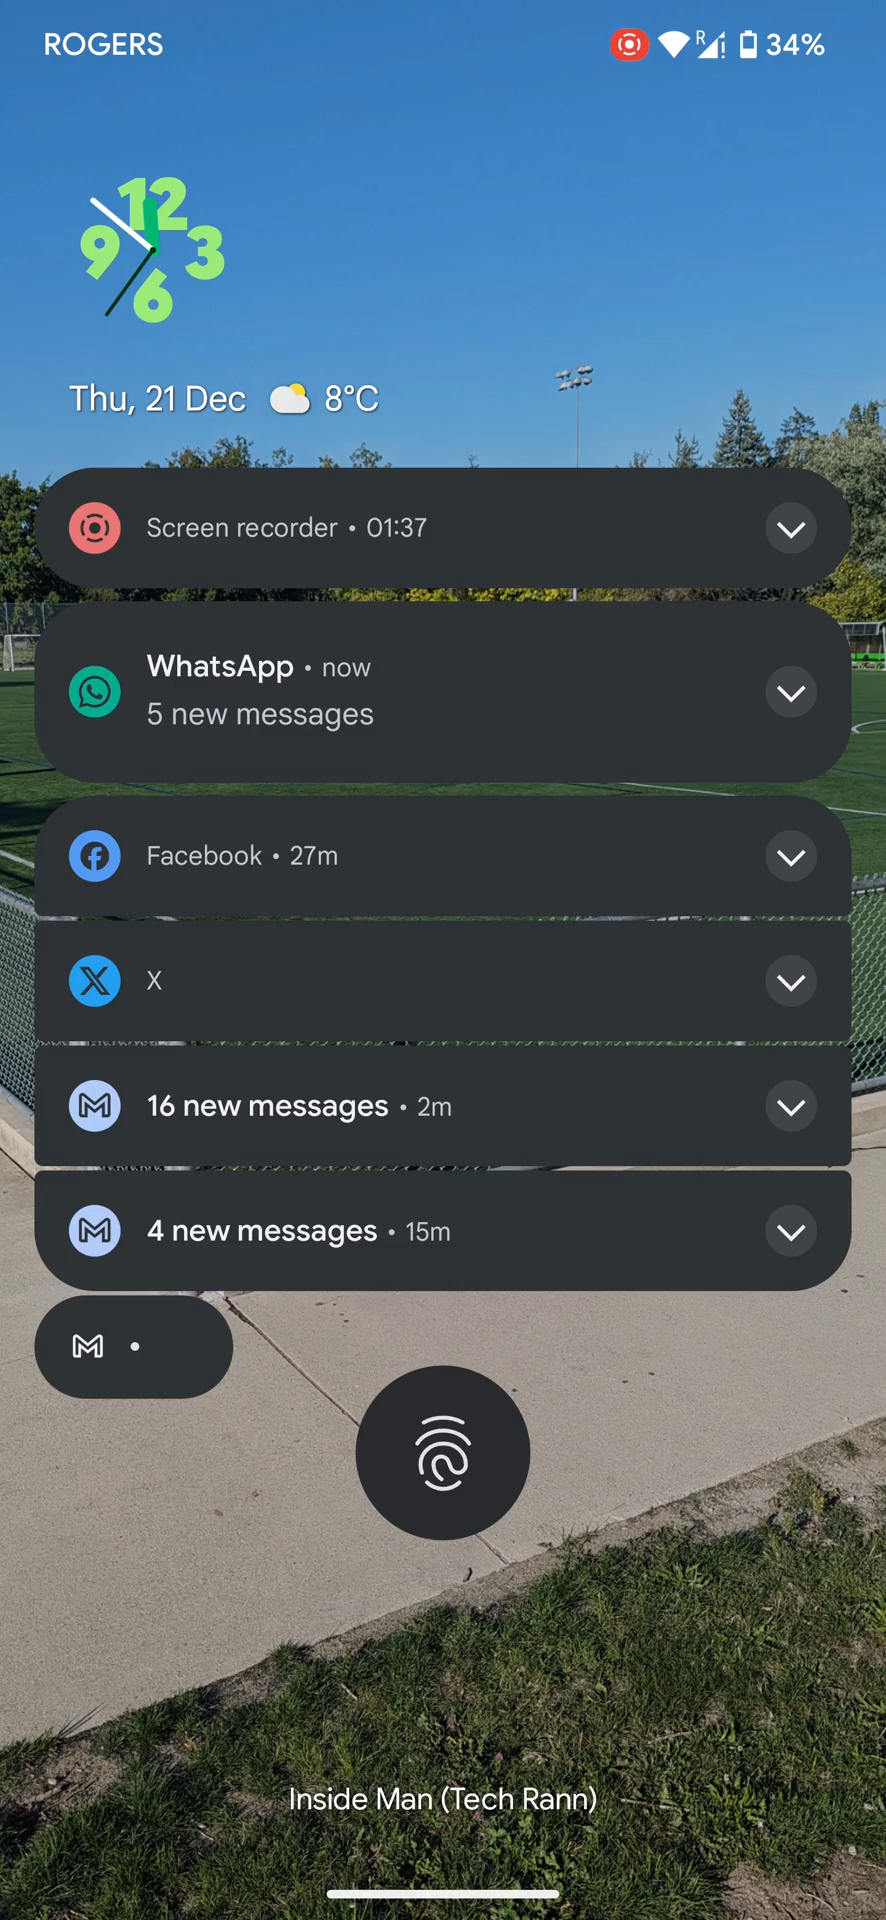 ROGERS R 34%
12
9 3
6
Thu, 21 Dec 8°C
Screen recorder • 01:37
WhatsApp • now
5 new messages
Facebook • 27m
X
16 new messages • 2m
4 new messages • 15m
Inside Man (Tech Rann)